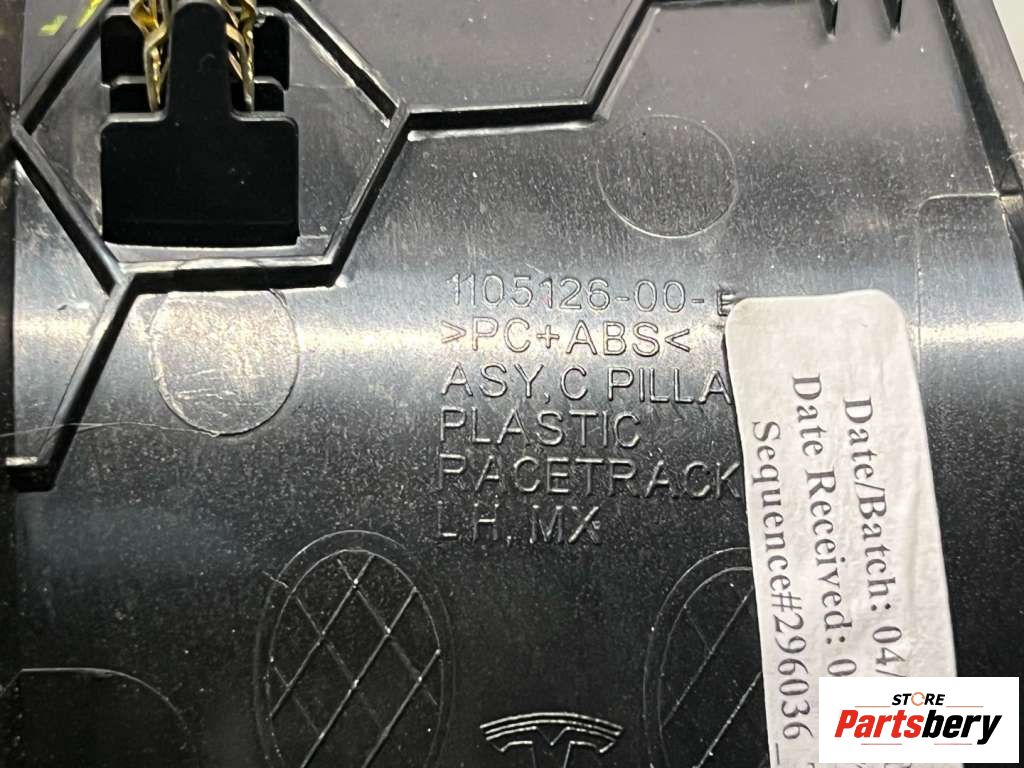 1105126-00-E
>PC+ABS<
ASY, C PILLA
PLASTIC
RACETRACK
LH, MX
Date/Batch: 04/
Date Received: 0
Sequence#296036_
STORE
Partsbery